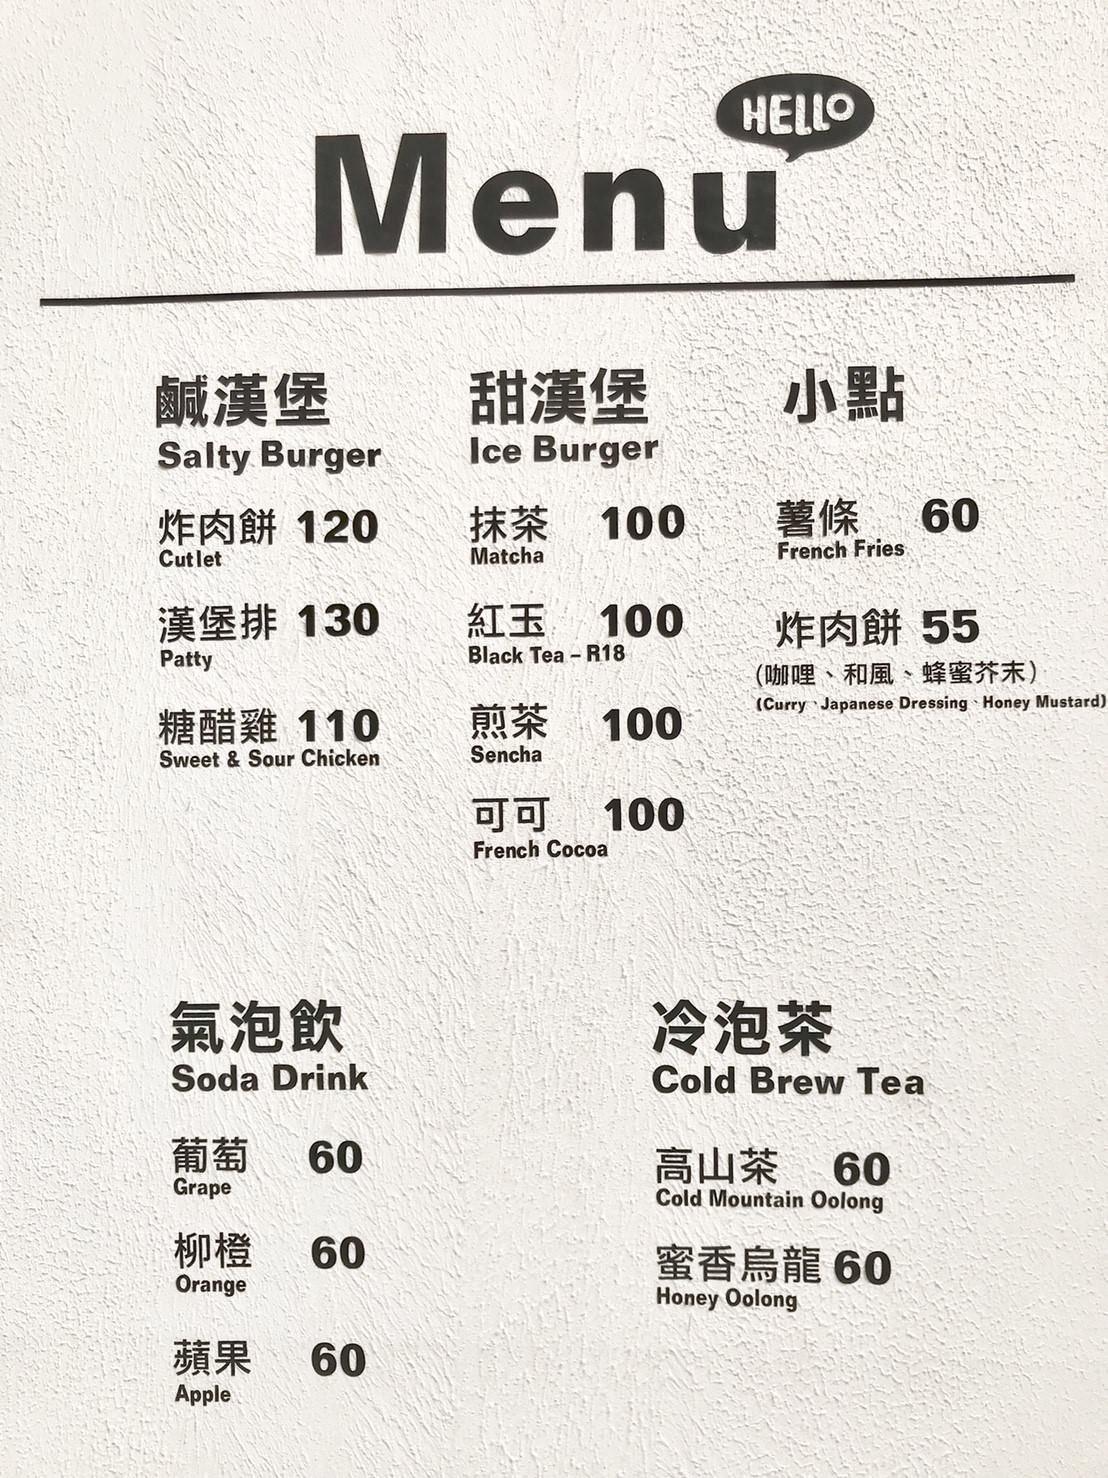 HELLO
Menu
鹹漢堡
Salty Burger
炸肉餅 120
Cutlet
漢堡排 130
Patty
糖醋雞 110
Sweet & Sour Chicken
甜漢堡
Ice Burger
抹茶 100
Matcha
紅玉 100
Black Tea – R18
煎茶 100
Sencha
可可 100
French Cocoa
小點
薯條 60
French Fries
炸肉餅 55
(咖哩、和風、蜂蜜芥末)
(Curry、Japanese Dressing、Honey Mustard)
氣泡飲
Soda Drink
葡萄 60
Grape
柳橙 60
Orange
蘋果 60
Apple
冷泡茶
Cold Brew Tea
高山茶 60
Cold Mountain Oolong
蜜香烏龍 60
Honey Oolong